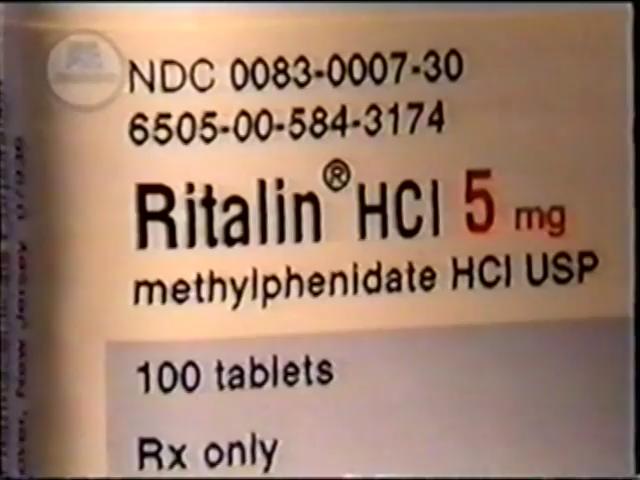 NDC 0083-0007-30
6505-00-584-3174
Ritalin® HCl 5 mg
methylphenidate HCl USP
100 tablets
Rx only